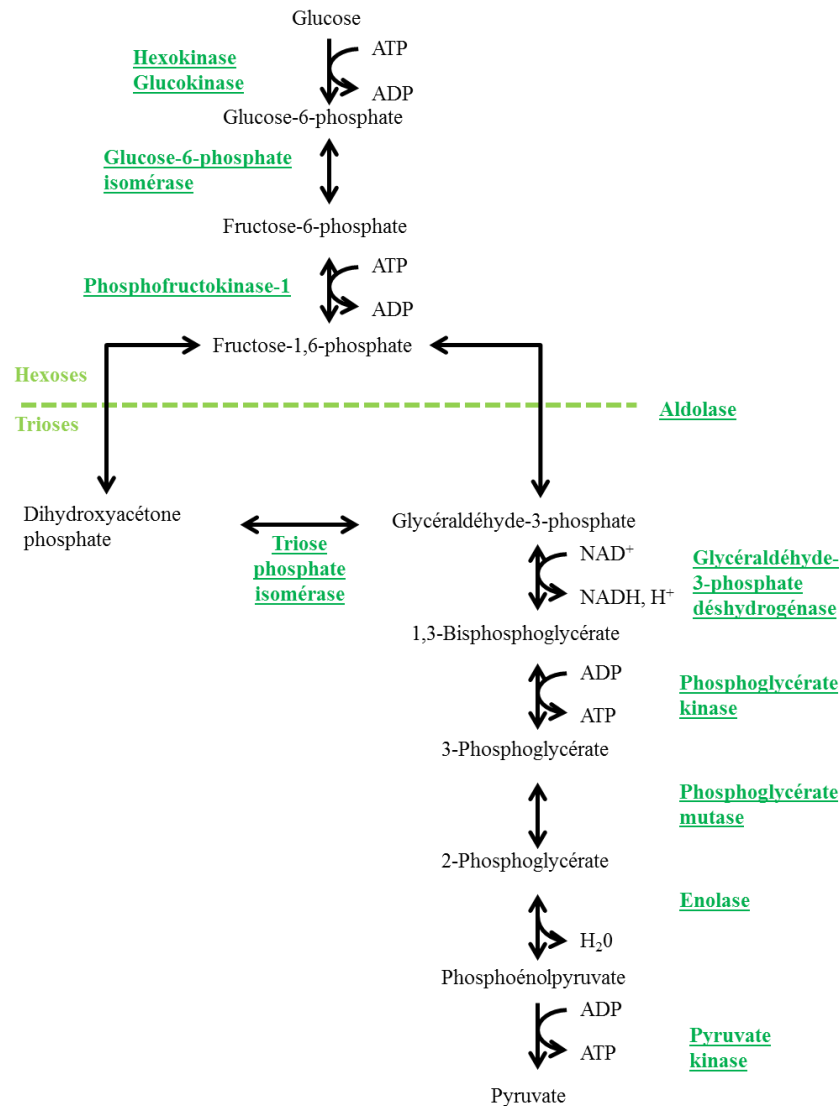 Glucose
Hexokinase
Glucokinase
ATP
ADP
Glucose-6-phosphate
Glucose-6-phosphate
isomérase
Fructose-6-phosphate
Phosphofructokinase-1
ATP
ADP
Fructose-1,6-phosphate
Hexoses
Trioses
Aldolase
Dihydroxyacétone
phosphate
Triose
phosphate
isomérase
Glycéraldéhyde-3-phosphate
NAD⁺
NADH, H⁺
Glycéraldéhyde-
3-phosphate
déshydrogénase
1,3-Bisphosphoglycérate
ADP
ATP
Phosphoglycérate
kinase
3-Phosphoglycérate
Phosphoglycérate
mutase
2-Phosphoglycérate
Enolase
H₂0
Phosphoénolpyruvate
ADP
ATP
Pyruvate
kinase
Pyruvate